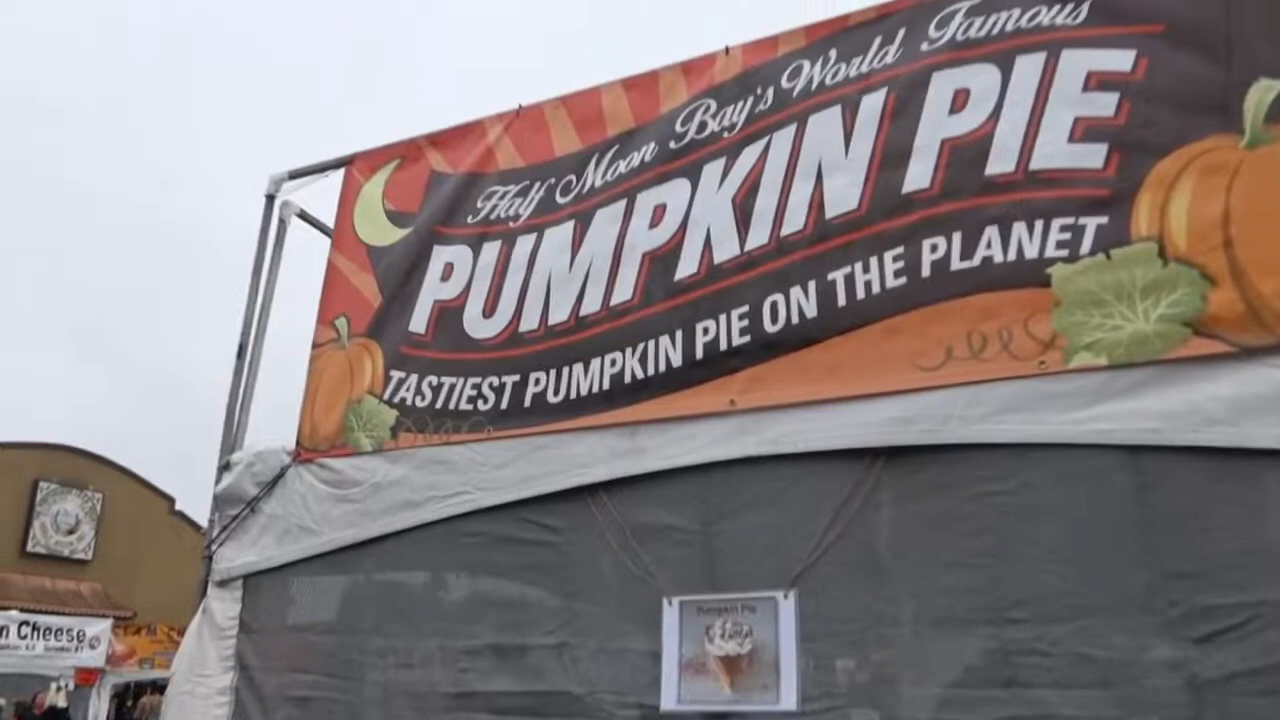 Half Moon Bay's World Famous
PUMPKIN PIE
TASTIEST PUMPKIN PIE ON THE PLANET
Pumpkin Pie
n Cheese